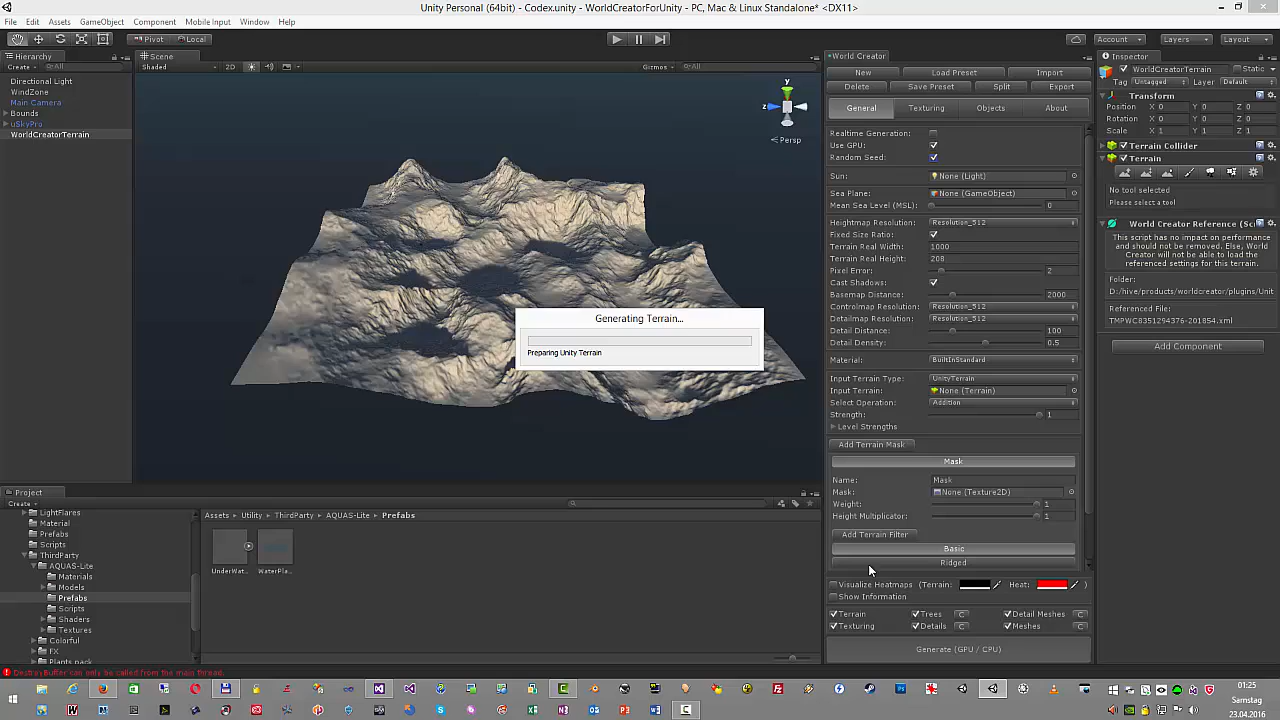 Unity Personal (64bit) - Codex.unity - WorldCreatorForUnity - PC, Mac & Linux Standalone* <DX11>
File Edit Assets GameObject Component Mobile Input Window Help
Pivot Local Account Layers Layout
Hierarchy
Create All
Directional Light
WindZone
Main Camera
Bounds
uSkyPro
WorldCreatorTerrain
Scene
Shaded 2D Gizmos All
y
z
Persp
Generating Terrain...
Preparing Unity Terrain
World Creator
New Load Preset Import
Delete Save Preset Split Export
General Texturing Objects About
Realtime Generation:
Use GPU:
Random Seed:
Sun: None (Light)
Sea Plane: None (GameObject)
Mean Sea Level (MSL): 0
Heightmap Resolution: Resolution_512
Fixed Size Ratio:
Terrain Real Width: 1000
Terrain Real Height: 208
Pixel Error: 2
Cast Shadows:
Basemap Distance: 2000
Controlmap Resolution: Resolution_512
Detailmap Resolution: Resolution_512
Detail Distance: 100
Detail Density: 0.5
Material: BuiltInStandard
Input Terrain Type: UnityTerrain
Input Terrain: None (Terrain)
Select Operation: Addition
Strength: 1
Level Strengths
Add Terrain Mask
Mask
Name: Mask
Mask: None (Texture2D)
Weight: 1
Height Multiplicator: 1
Add Terrain Filter
Basic
Ridged
Visualize Heatmaps (Terrain: Heat: )
Show Information
Terrain Trees C Detail Meshes C
Texturing Details C Meshes C
Generate (GPU / CPU)
Inspector
WorldCreatorTerrain Static
Tag Untagged Layer Default
Transform
Position X 0 Y 0 Z 0
Rotation X 0 Y 0 Z 0
Scale X 1 Y 1 Z 1
Terrain Collider
Terrain
No tool selected
Please select a tool
World Creator Reference (Sc
This script has no impact on performance
and should not be removed. Else, World
Creator will not be able to load the
referenced settings for this terrain.
Folder:
D:/hive/products/worldcreator/plugins/Unit
Referenced File:
TMPWC8351294376-201854.xml
Add Component
Project
Create
LightFlares
Material
Prefabs
Scripts
ThirdParty
AQUAS-Lite
Materials
Models
Prefabs
Scripts
Shaders
Textures
Colorful
FX
Plants pack
Assets Utility ThirdParty AQUAS-Lite Prefabs
UnderWat... WaterPla...
DestroyBuffer can only be called from the main thread.
01:25
Samstag
23.04.2016